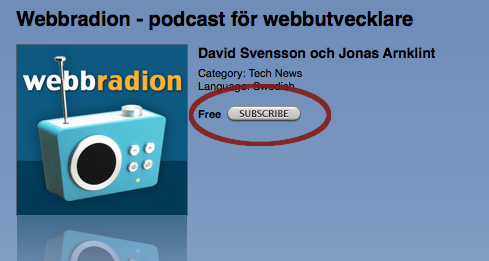 Webbradion - podcast för webbutvecklare
webbradion
David Svensson och Jonas Arnklint
Category: Tech News
Language: Swedish
Free SUBSCRIBE